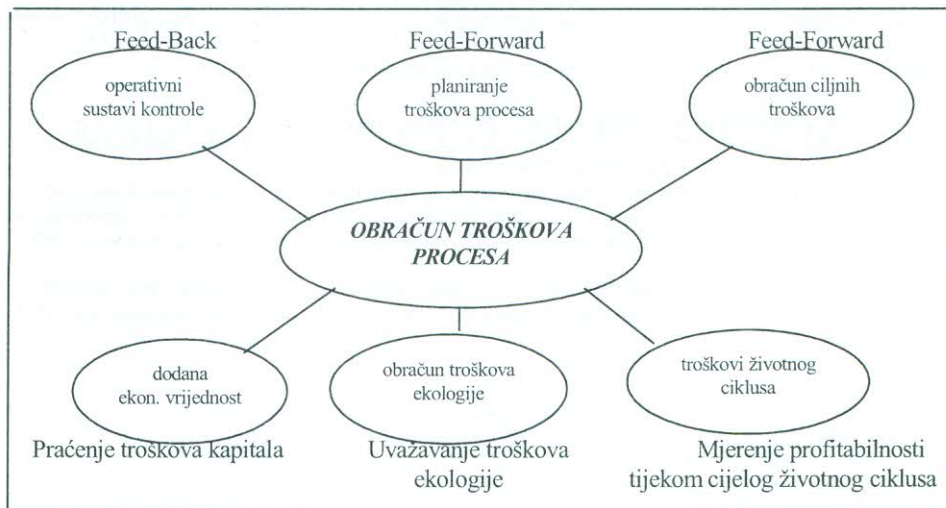 Feed-Back
Feed-Forward
Feed-Forward
operativni
sustavi kontrole
planiranje
troškova procesa
obračun ciljnih
troškova
OBRAČUN TROŠKOVA
PROCESA
dodana
ekon. vrijednost
obračun troškova
ekologije
troškovi životnog
ciklusa
Praćenje troškova kapitala
Uvažavanje troškova
ekologije
Mjerenje profitabilnosti
tijekom cijelog životnog ciklusa